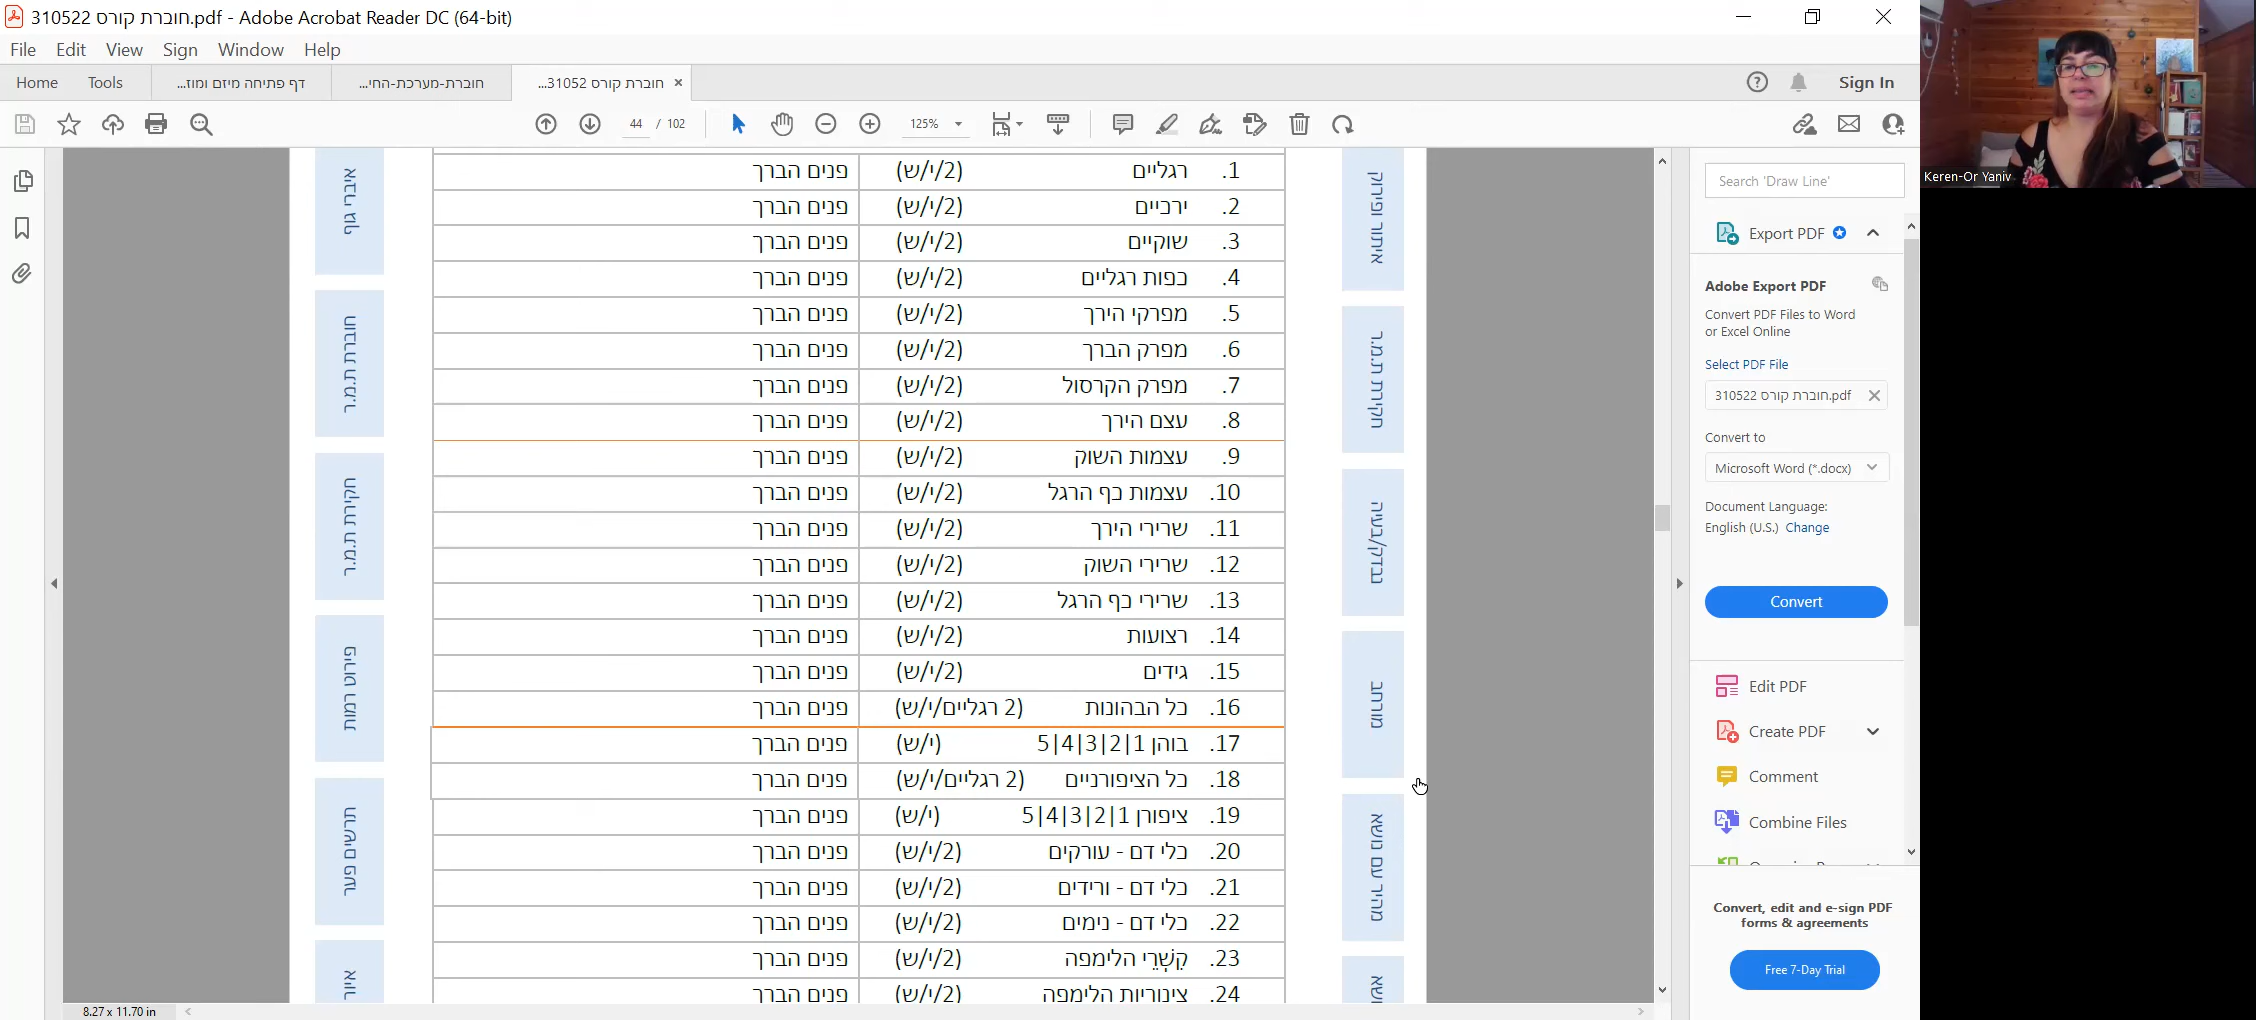 310522 חוברת קורס.pdf - Adobe Acrobat Reader DC (64-bit)
File Edit View Sign Window Help
Home Tools דף פתיחה מיזם ומוז... חוברת-מערכת-החי... חוברת קורס 31052... × Sign In
44 / 102 125%
1. רגליים (2/י/ש) פנים הברך
2. ירכיים (2/י/ש) פנים הברך
3. שוקיים (2/י/ש) פנים הברך
4. כפות רגליים (2/י/ש) פנים הברך
5. מפרקי הירך (2/י/ש) פנים הברך
6. מפרק הברך (2/י/ש) פנים הברך
7. מפרק הקרסול (2/י/ש) פנים הברך
8. עצם הירך (2/י/ש) פנים הברך
9. עצמות השוק (2/י/ש) פנים הברך
10. עצמות כף הרגל (2/י/ש) פנים הברך
11. שרירי הירך (2/י/ש) פנים הברך
12. שרירי השוק (2/י/ש) פנים הברך
13. שרירי כף הרגל (2/י/ש) פנים הברך
14. רצועות (2/י/ש) פנים הברך
15. גידים (2/י/ש) פנים הברך
16. כל הבהונות (2 רגליים/י/ש) פנים הברך
17. בוהן 1|2|3|4|5 (י/ש) פנים הברך
18. כל הציפורניים (2 רגליים/י/ש) פנים הברך
19. ציפורן 1|2|3|4|5 (י/ש) פנים הברך
20. כלי דם - עורקים (2/י/ש) פנים הברך
21. כלי דם - ורידים (2/י/ש) פנים הברך
22. כלי דם - נימים (2/י/ש) פנים הברך
23. קִשְׁרֵי הלימפה (2/י/ש) פנים הברך
24. צינוריות הלימפה (2/י/ש) פנים הברך
איתור ופירוק
חקירת ת.מ.ר
נבדק/בעיה
מורחב
מהיר עם נושא
איברי גוף
חוברת ת.מ.ר
חקירת ת.מ.ר
פירוט רמות
תרשים פער
איור
8.27 x 11.70 in
Search 'Draw Line'
Export PDF
Adobe Export PDF
Convert PDF Files to Word
or Excel Online
Select PDF File
310522 חוברת קורס.pdf
Convert to
Microsoft Word (*.docx)
Document Language:
English (U.S.) Change
Convert
Edit PDF
Create PDF
Comment
Combine Files
Convert, edit and e-sign PDF
forms & agreements
Free 7-Day Trial
Keren-Or Yaniv